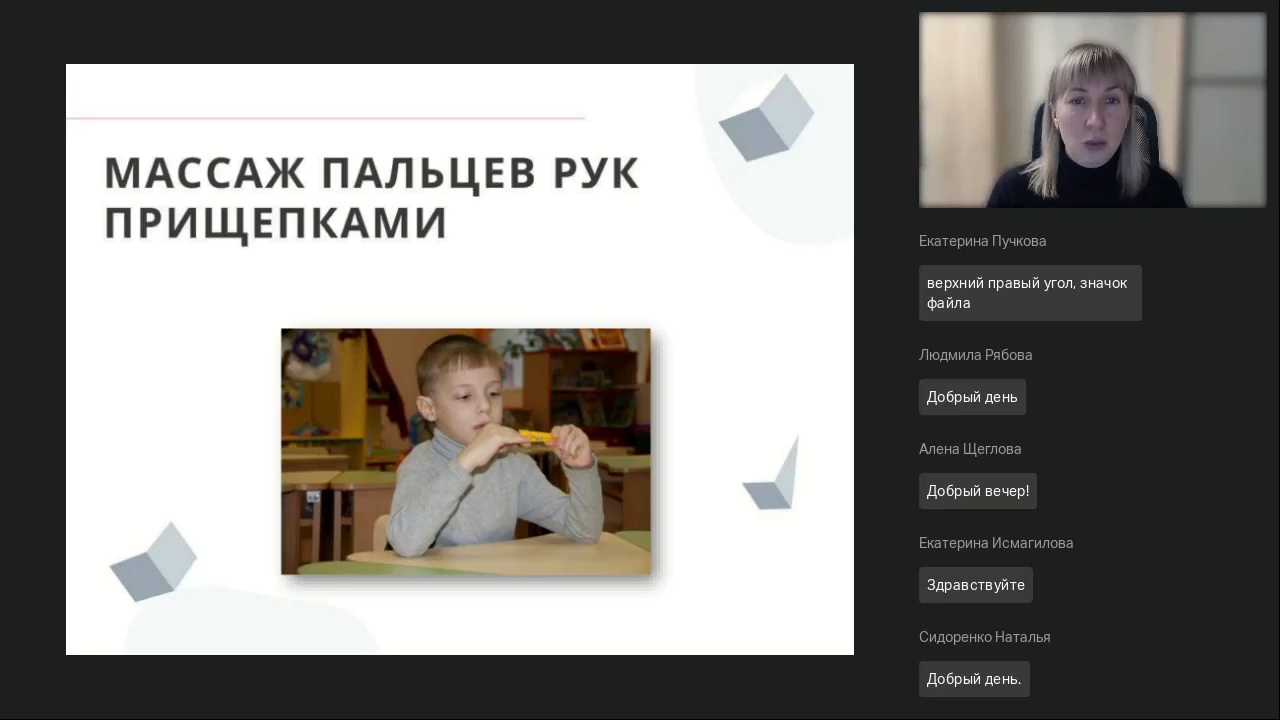 МАССАЖ ПАЛЬЦЕВ РУК
ПРИЩЕПКАМИ
Екатерина Пучкова
верхний правый угол, значок
файла
Людмила Рябова
Добрый день
Алена Щеглова
Добрый вечер!
Екатерина Исмагилова
Здравствуйте
Сидоренко Наталья
Добрый день.